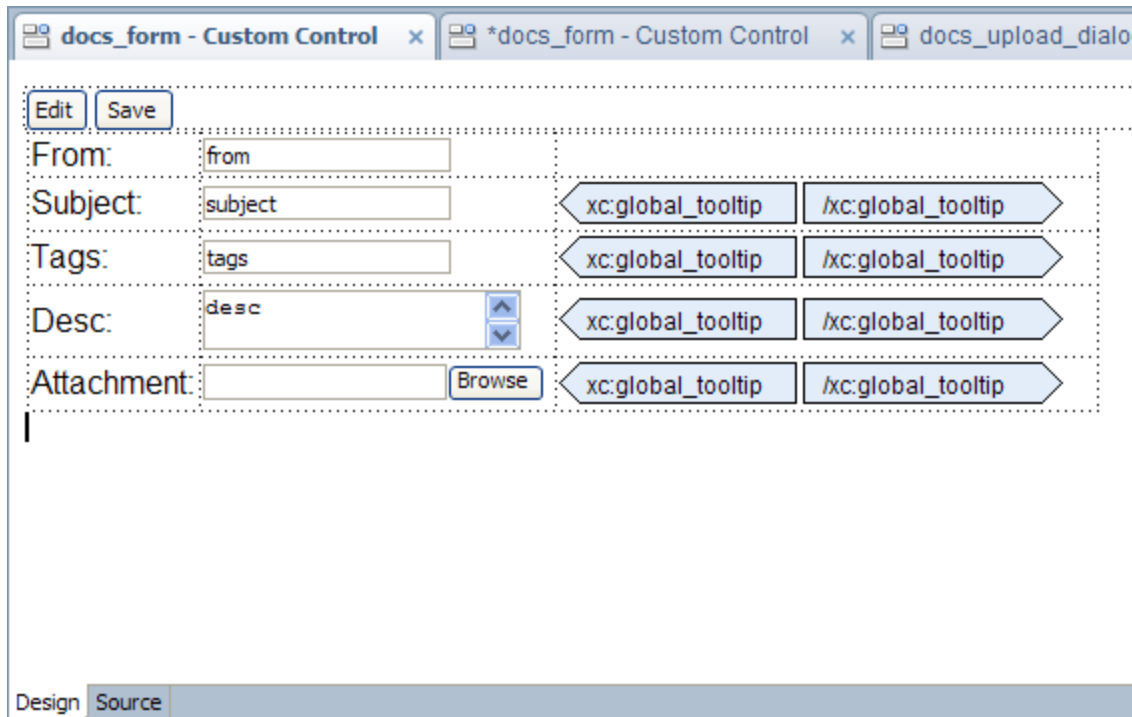 docs_form - Custom Control *docs_form - Custom Control docs_upload_dialo
Edit Save
From: from
Subject: subject xc:global_tooltip /xc:global_tooltip
Tags: tags xc:global_tooltip /xc:global_tooltip
Desc: desc xc:global_tooltip /xc:global_tooltip
Attachment: Browse xc:global_tooltip /xc:global_tooltip
Design Source